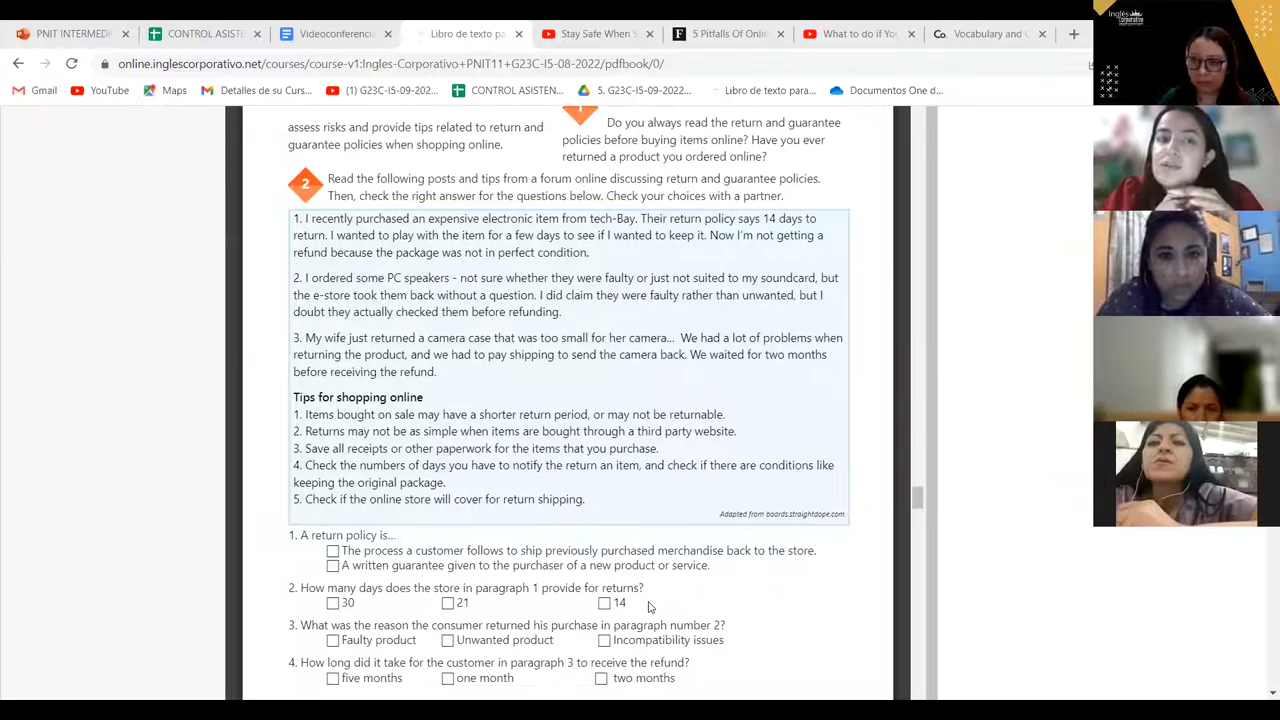 PNIT INTERMEDI
CONTROL ASISTE
Videoconferencia
Libro de texto pa
Stay Safe When S
5 Pitfalls Of Onlin
What to do if You
Co. Vocabulary and G
online.inglescorporativo.net/courses/course-v1:Ingles-Corporativo+PNIT11+G23C-I5-08-2022/pdfbook/0/
Gmail
YouTube
Maps
Detalles de su Curs...
(1) G23C-I5-09-202...
CONTROL ASISTEN...
5. G23C-I5-09-2022...
Libro de texto para...
Documentos One d...
Inglés
Corporativo
assess risks and provide tips related to return and
guarantee policies when shopping online.
1
Do you always read the return and guarantee
policies before buying items online? Have you ever
returned a product you ordered online?
2
Read the following posts and tips from a forum online discussing return and guarantee policies.
Then, check the right answer for the questions below. Check your choices with a partner.
1. I recently purchased an expensive electronic item from tech-Bay. Their return policy says 14 days to
return. I wanted to play with the item for a few days to see if I wanted to keep it. Now I'm not getting a
refund because the package was not in perfect condition.
2. I ordered some PC speakers - not sure whether they were faulty or just not suited to my soundcard, but
the e-store took them back without a question. I did claim they were faulty rather than unwanted, but I
doubt they actually checked them before refunding.
3. My wife just returned a camera case that was too small for her camera... We had a lot of problems when
returning the product, and we had to pay shipping to send the camera back. We waited for two months
before receiving the refund.
Tips for shopping online
1. Items bought on sale may have a shorter return period, or may not be returnable.
2. Returns may not be as simple when items are bought through a third party website.
3. Save all receipts or other paperwork for the items that you purchase.
4. Check the numbers of days you have to notify the return an item, and check if there are conditions like
keeping the original package.
5. Check if the online store will cover for return shipping.
Adapted from boards.straightdope.com
1. A return policy is...
The process a customer follows to ship previously purchased merchandise back to the store.
A written guarantee given to the purchaser of a new product or service.
2. How many days does the store in paragraph 1 provide for returns?
30 21 14
3. What was the reason the consumer returned his purchase in paragraph number 2?
Faulty product Unwanted product Incompatibility issues
4. How long did it take for the customer in paragraph 3 to receive the refund?
five months one month two months